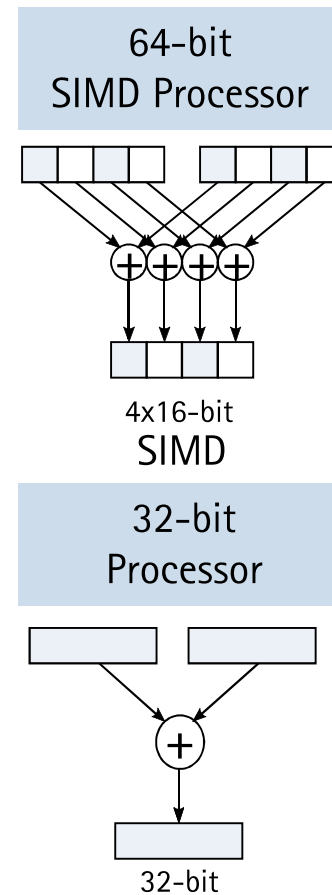 64-bit
SIMD Processor
+ + + +
4x16-bit
SIMD
32-bit
Processor
+
32-bit